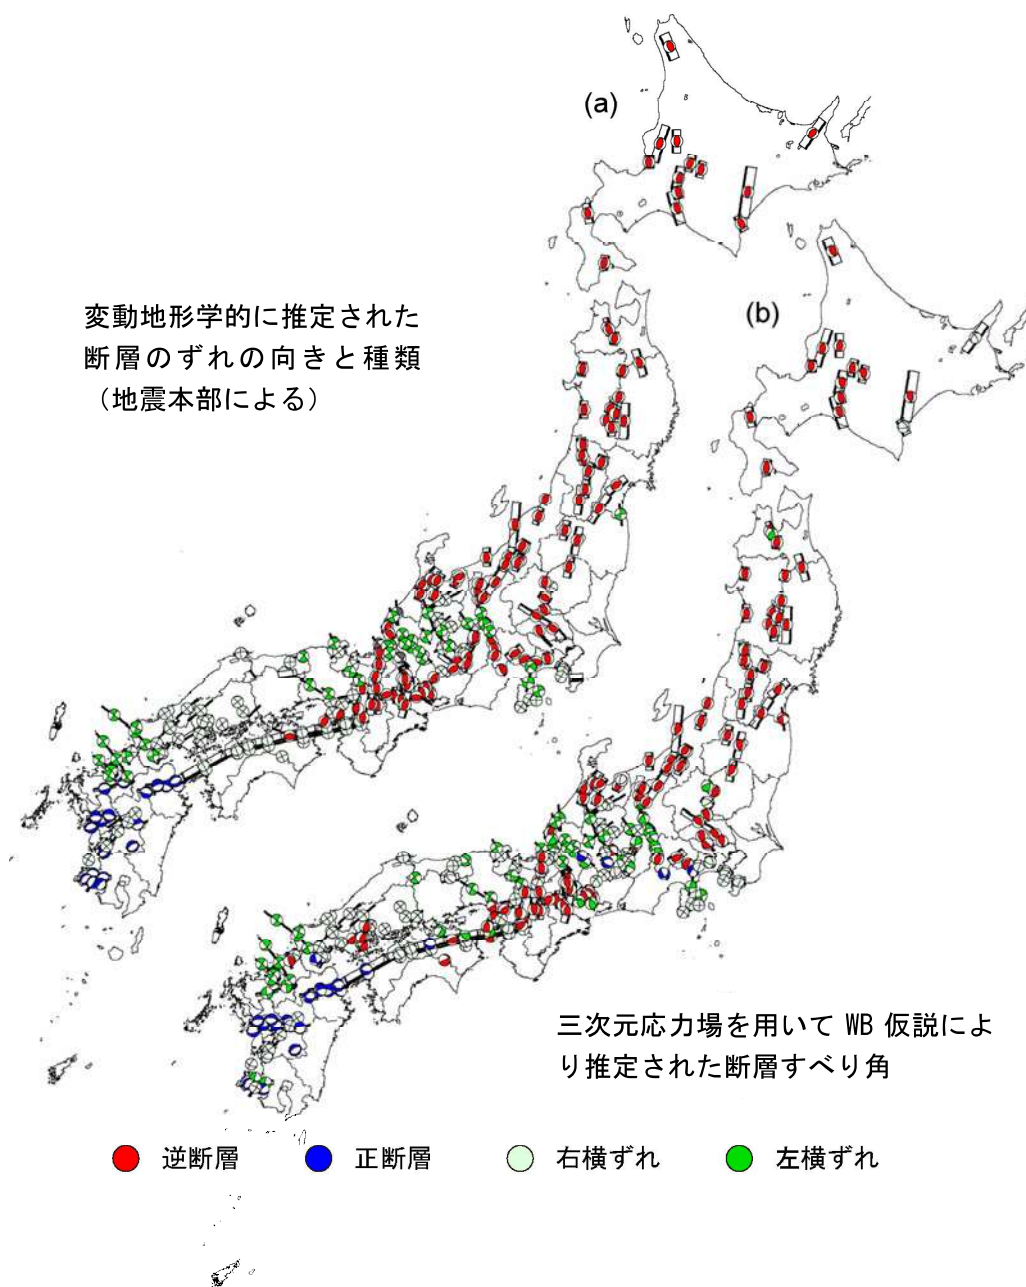 (a)
変動地形学的に推定された
断層のずれの向きと種類
（地震本部による）
(b)
三次元応力場を用いて WB 仮説によ
り推定された断層すべり角
逆断層
正断層
右横ずれ
左横ずれ